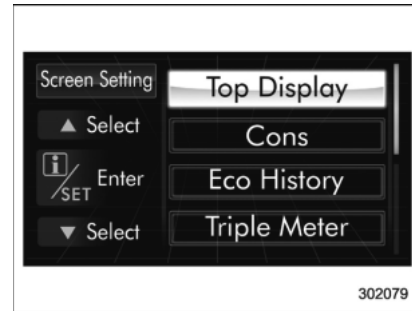 Screen Setting
▲ Select
i/SET Enter
▼ Select
Top Display
Cons
Eco History
Triple Meter
302079